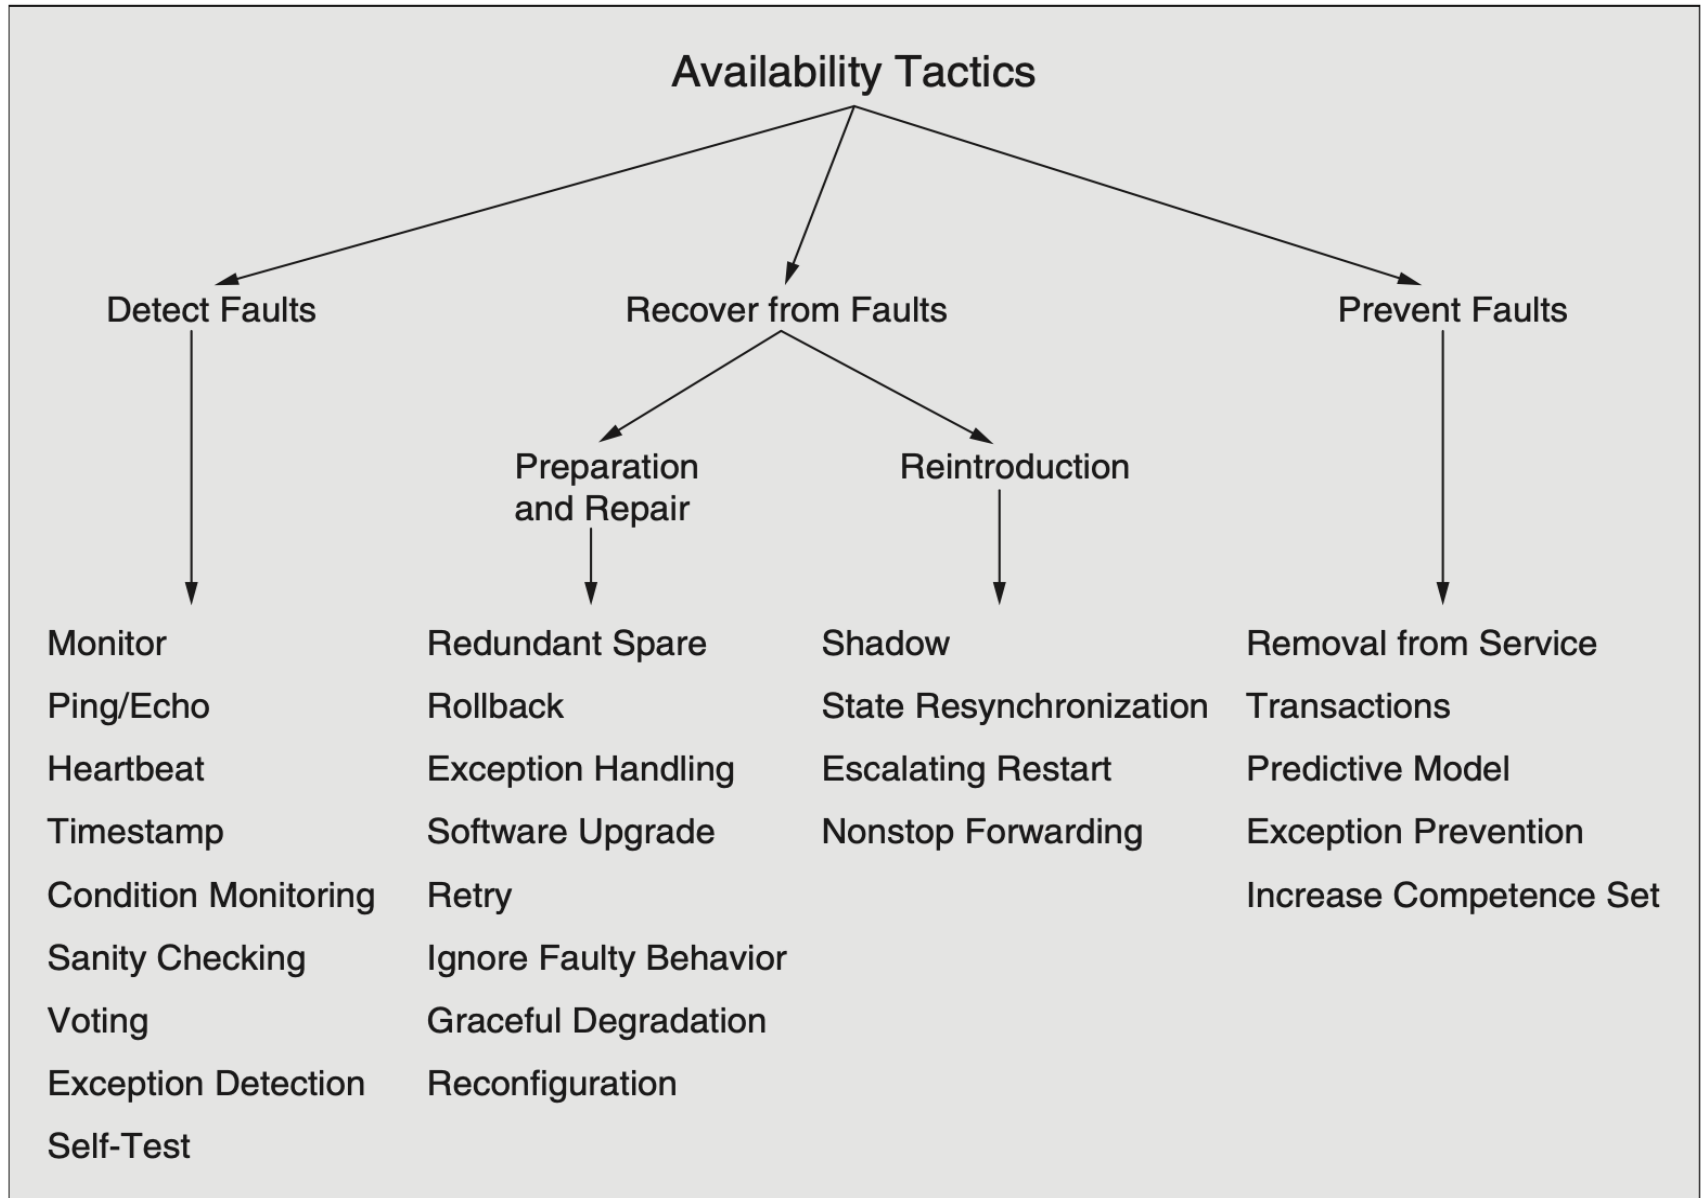 Availability Tactics
Detect Faults
Recover from Faults
Prevent Faults
Preparation
and Repair
Reintroduction
Monitor
Ping/Echo
Heartbeat
Timestamp
Condition Monitoring
Sanity Checking
Voting
Exception Detection
Self-Test
Redundant Spare
Rollback
Exception Handling
Software Upgrade
Retry
Ignore Faulty Behavior
Graceful Degradation
Reconfiguration
Shadow
State Resynchronization
Escalating Restart
Nonstop Forwarding
Removal from Service
Transactions
Predictive Model
Exception Prevention
Increase Competence Set